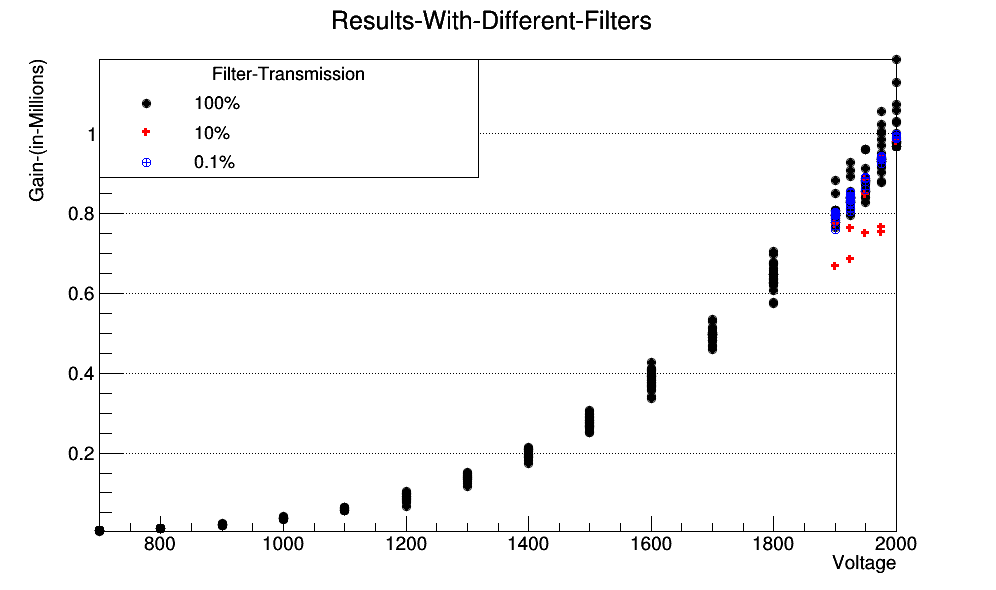 Results-With-Different-Filters
Gain-(in-Millions)
Filter-Transmission
100%
10%
0.1%
1
0.8
0.6
0.4
0.2
800 1000 1200 1400 1600 1800 2000
Voltage